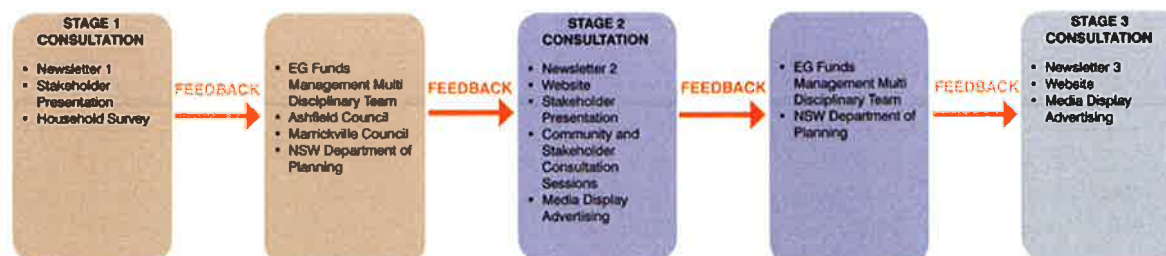 STAGE 1
CONSULTATION
• Newsletter 1
• Stakeholder
Presentation
• Household Survey
FEEDBACK
• EG Funds
Management Multi
Disciplinary Team
• Ashfield Council
• Marrickville Council
• NSW Department of
Planning
FEEDBACK
STAGE 2
CONSULTATION
• Newsletter 2
• Website
• Stakeholder
Presentation
• Community and
Stakeholder
Consultation
Sessions
• Media Display
Advertising
FEEDBACK
• EG Funds
Management Multi
Disciplinary Team
• NSW Department of
Planning
FEEDBACK
STAGE 3
CONSULTATION
• Newsletter 3
• Website
• Media Display
Advertising